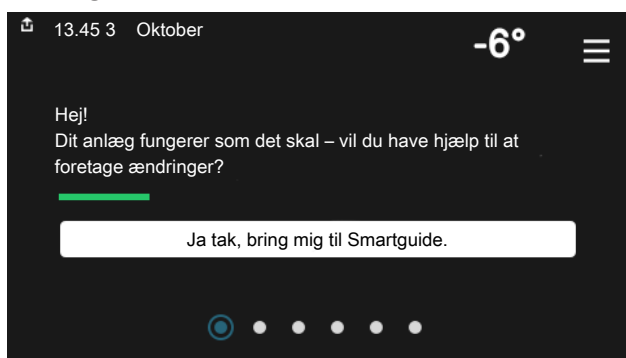 13.45 3 Oktober
-6°
Hej!
Dit anlæg fungerer som det skal – vil du have hjælp til at
foretage ændringer?
Ja tak, bring mig til Smartguide.